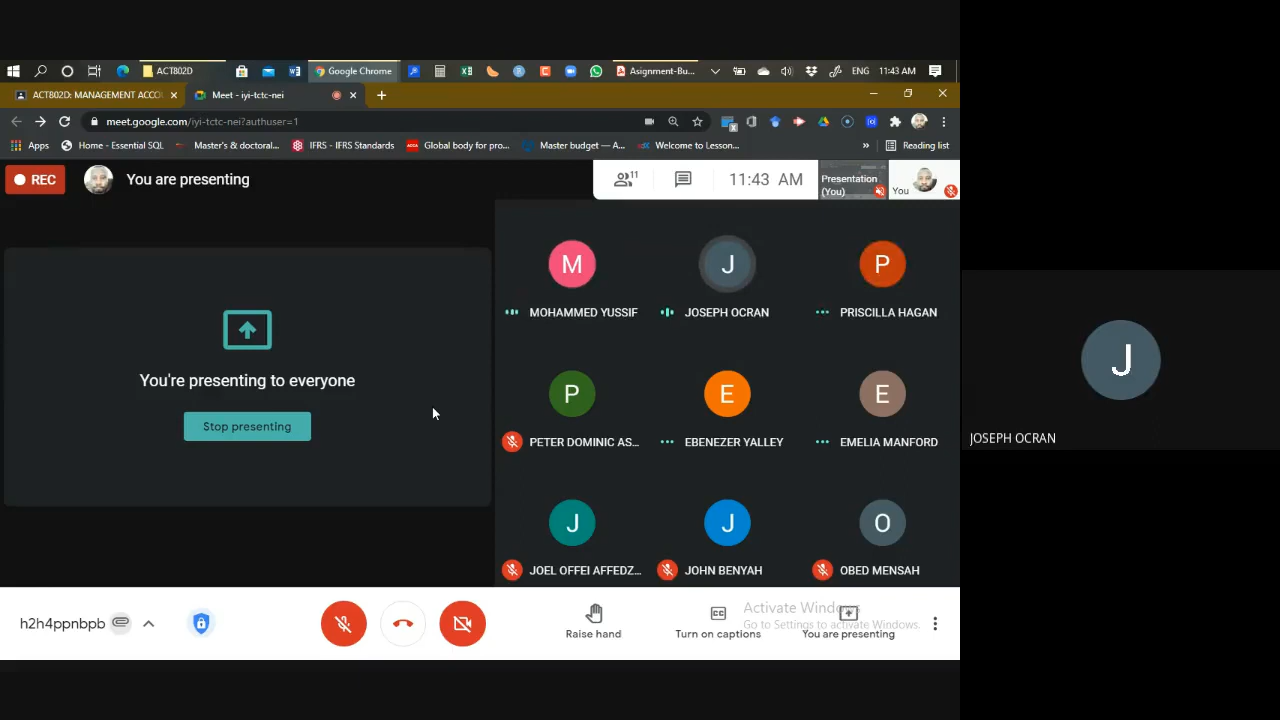 ACT802D
Google Chrome
Asignment-Bu...
ENG
11:43 AM
ACT802D: MANAGEMENT ACCO
Meet - iyi-tctc-nei
meet.google.com/iyi-tctc-nei?authuser=1
Apps
Home - Essential SQL
Master's & doctoral...
IFRS - IFRS Standards
ACCA
Global body for pro...
Master budget — A...
edX
Welcome to Lesson...
»
Reading list
REC
You are presenting
11
11:43 AM
Presentation
(You)
You
M
MOHAMMED YUSSIF
J
JOSEPH OCRAN
P
PRISCILLA HAGAN
You're presenting to everyone
Stop presenting
P
PETER DOMINIC AS...
E
EBENEZER YALLEY
E
EMELIA MANFORD
J
JOEL OFFEI AFFEDZ...
J
JOHN BENYAH
O
OBED MENSAH
J
JOSEPH OCRAN
h2h4ppnbpb
Raise hand
CC
Turn on captions
You are presenting
Activate Windows
Go to Settings to activate Windows.